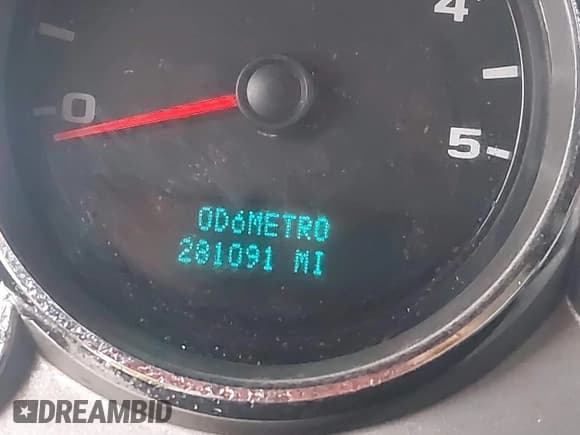 4
0
5
ODóMETRO
281091 MI
DREAMBID